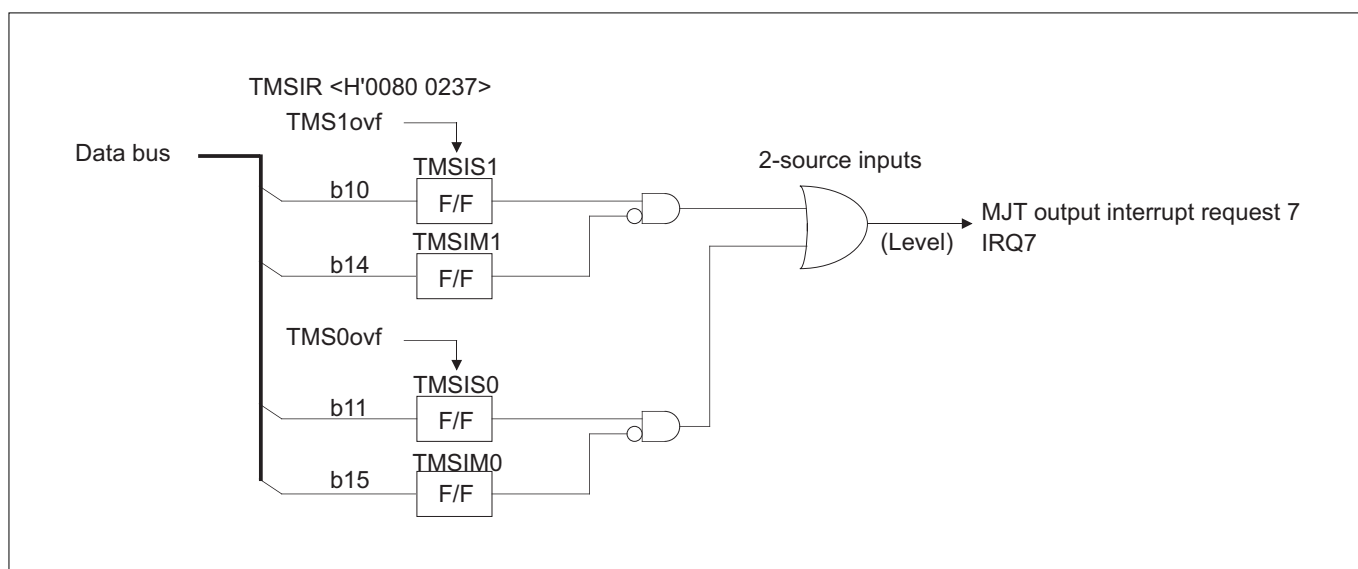 TMSIR <H'0080 0237>
TMS1ovf
Data bus
TMSIS1
2-source inputs
b10
F/F
MJT output interrupt request 7
(Level)
IRQ7
TMSIM1
b14
F/F
TMS0ovf
TMSIS0
b11
F/F
TMSIM0
b15
F/F